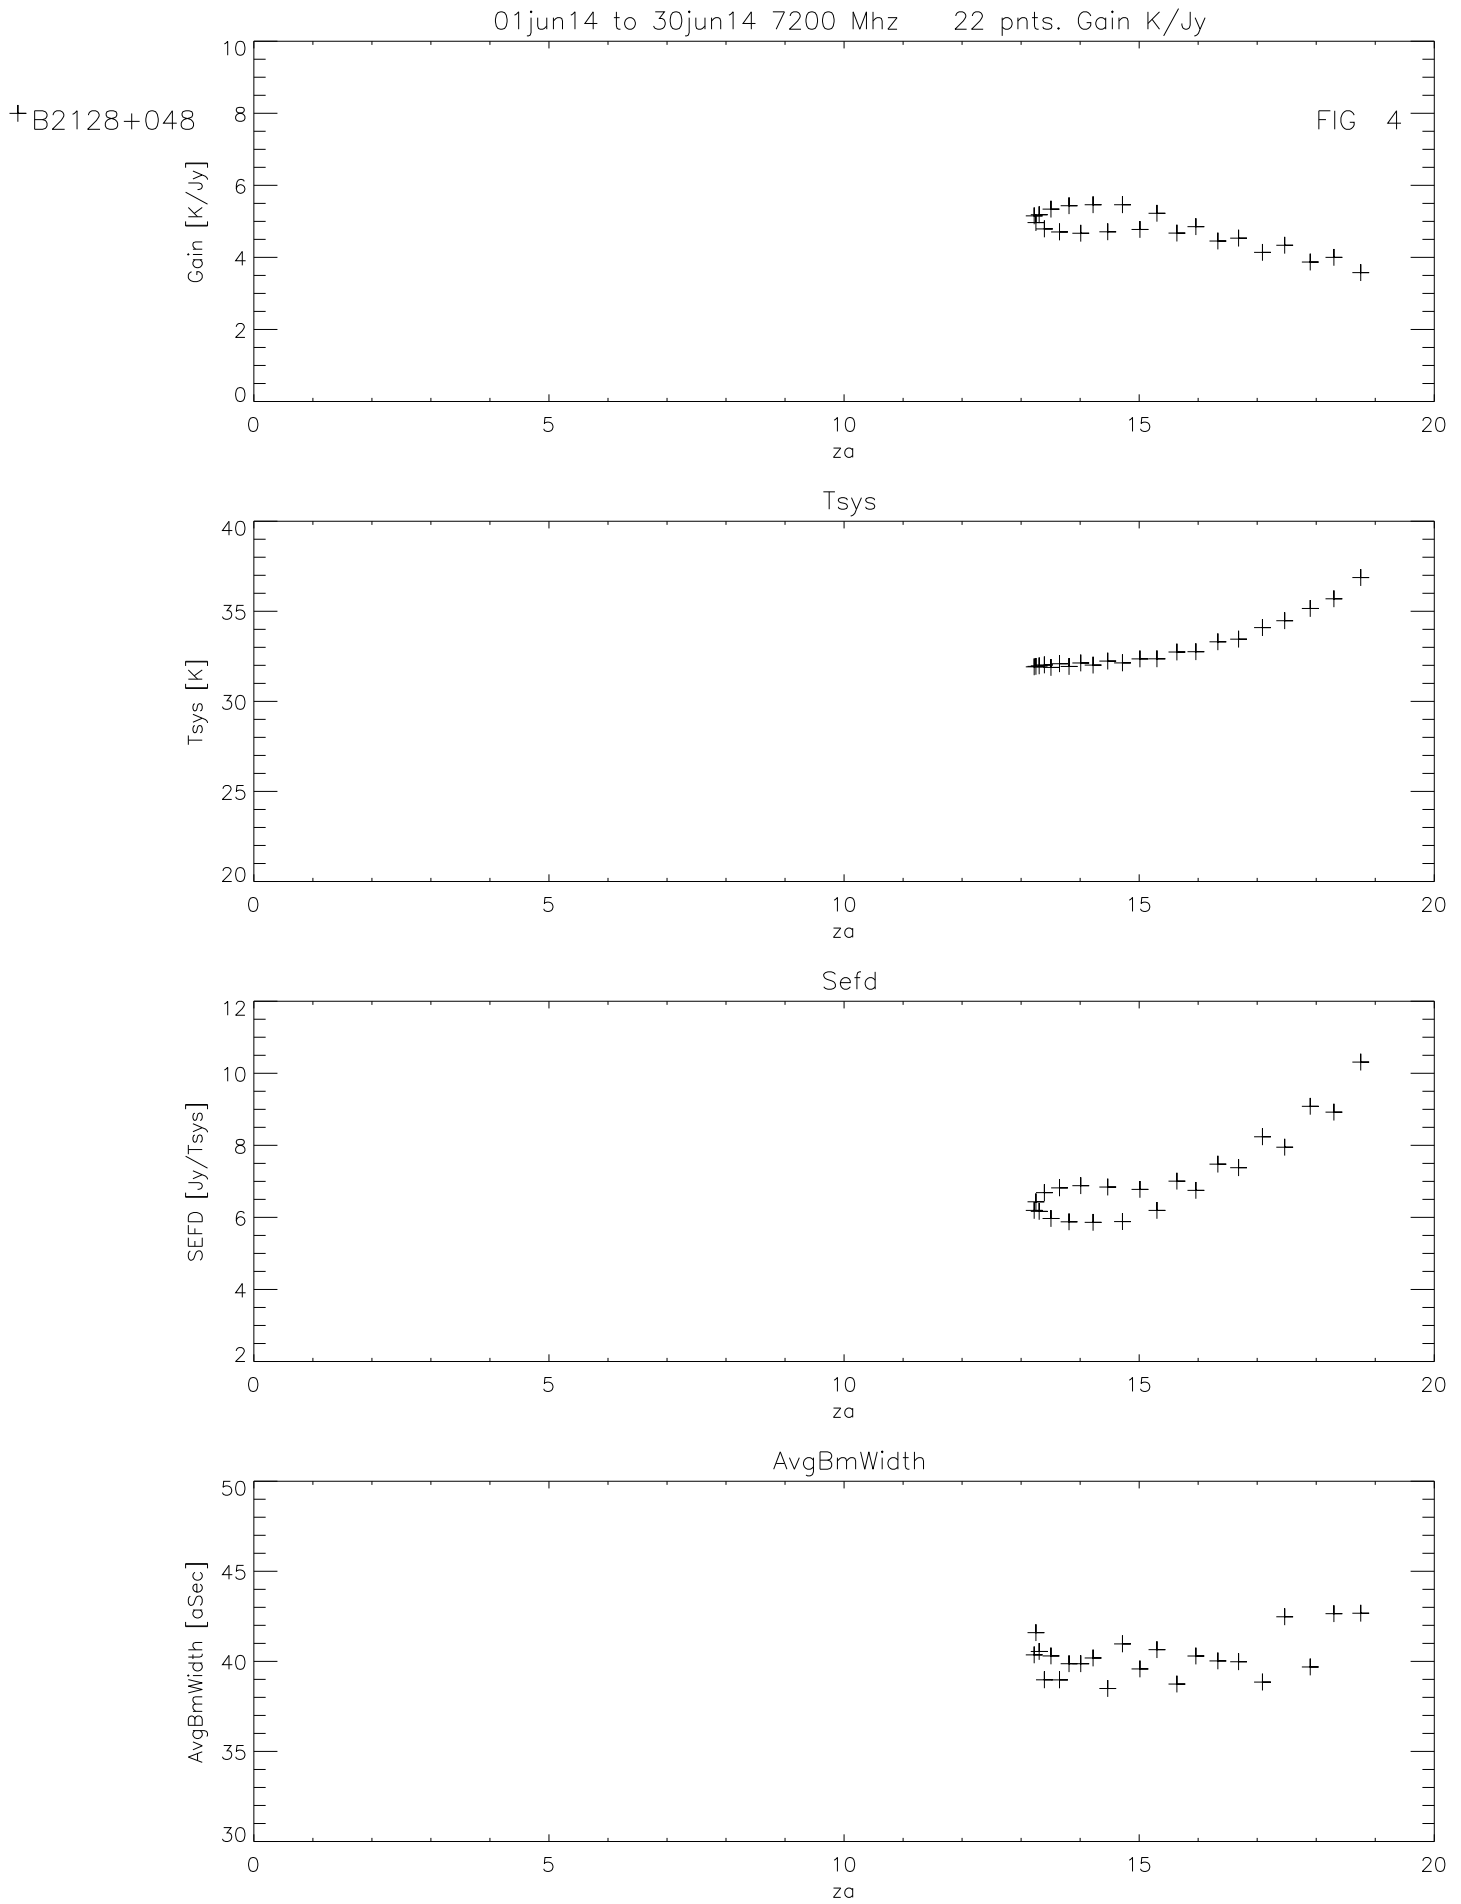 01jun14 to 30jun14 7200 Mhz 22 pnts. Gain K/Jy
+B2128+048
FIG 4
Gain [K/Jy]
10
8
6
4
2
0
0 5 10 15 20
za
Tsys
Tsys [K]
40
35
30
25
20
0 5 10 15 20
za
Sefd
SEFD [Jy/Tsys]
12
10
8
6
4
2
0 5 10 15 20
za
AvgBmWidth
AvgBmWidth [aSec]
50
45
40
35
30
0 5 10 15 20
za